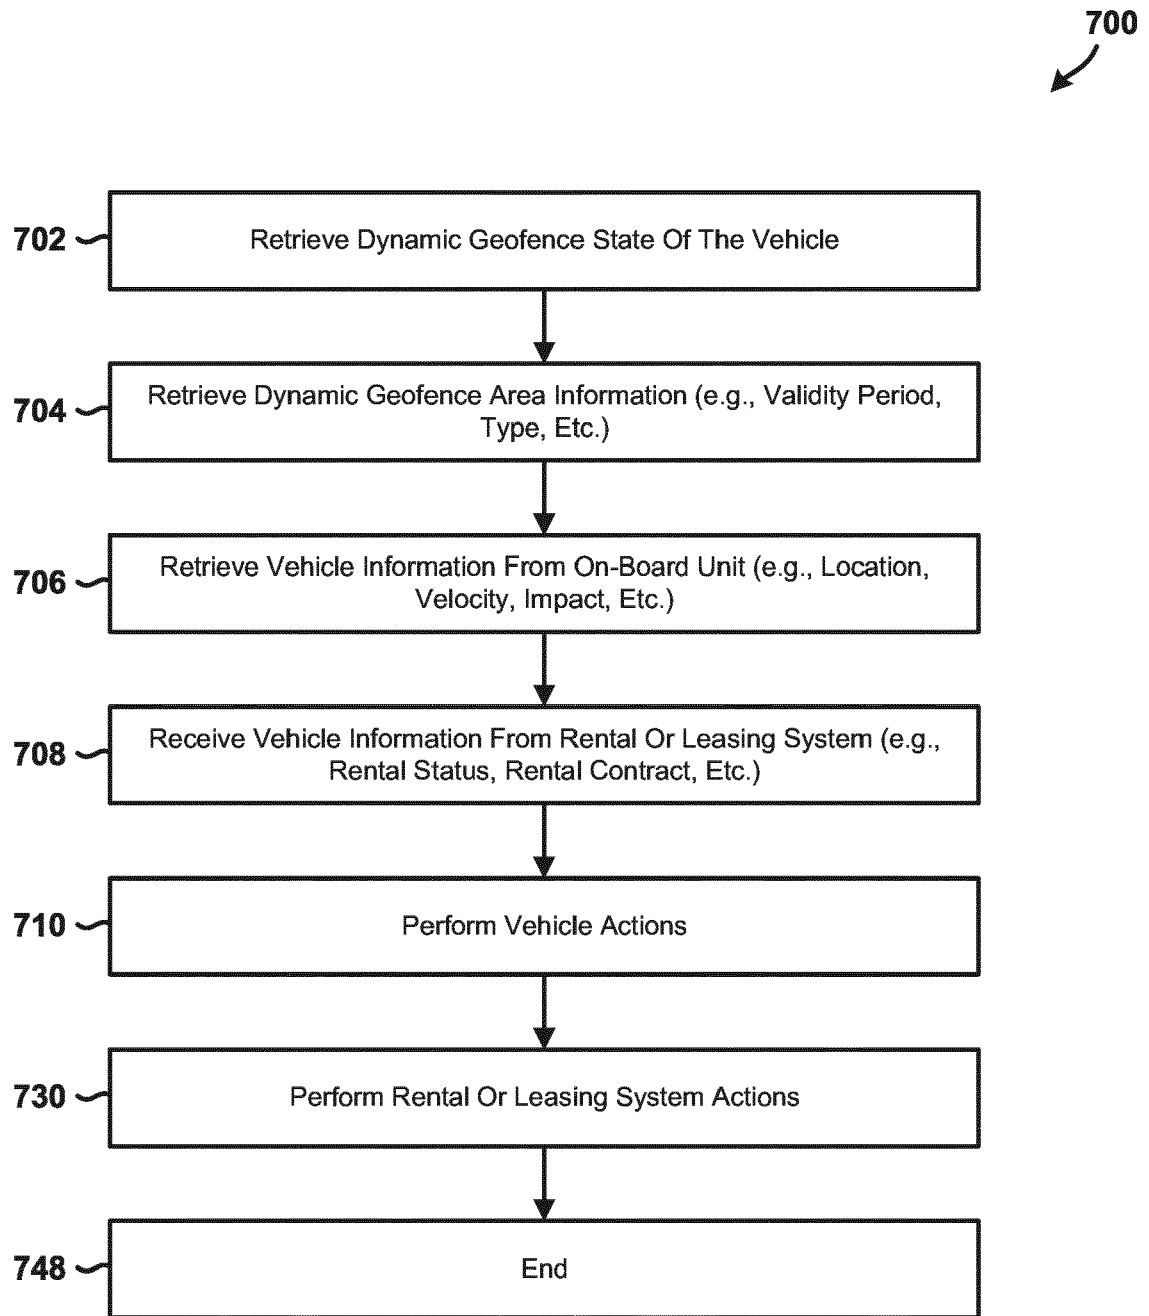 700
702
Retrieve Dynamic Geofence State Of The Vehicle
704
Retrieve Dynamic Geofence Area Information (e.g., Validity Period,
Type, Etc.)
706
Retrieve Vehicle Information From On-Board Unit (e.g., Location,
Velocity, Impact, Etc.)
708
Receive Vehicle Information From Rental Or Leasing System (e.g.,
Rental Status, Rental Contract, Etc.)
710
Perform Vehicle Actions
730
Perform Rental Or Leasing System Actions
748
End